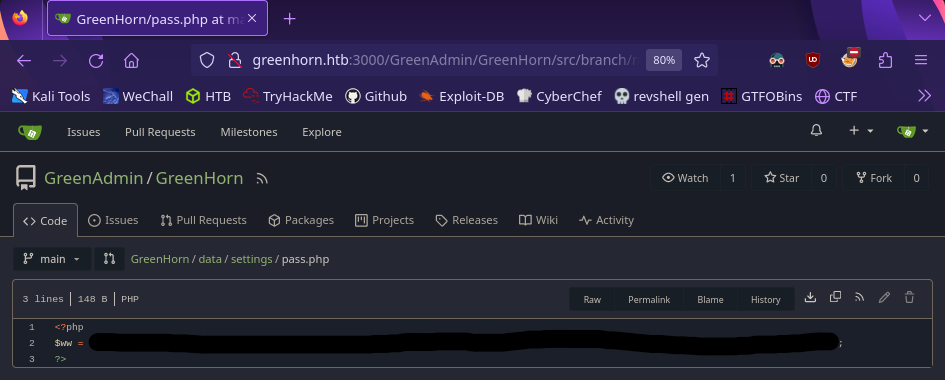 GreenHorn/pass.php at ma
greenhorn.htb:3000/GreenAdmin/GreenHorn/src/branch/ 80%
Kali Tools WeChall HTB TryHackMe Github Exploit-DB CyberChef revshell gen GTFOBins CTF
Issues Pull Requests Milestones Explore
GreenAdmin/GreenHorn Watch 1 Star 0 Fork 0
Code Issues Pull Requests Packages Projects Releases Wiki Activity
main GreenHorn/data/settings/pass.php
3 lines 148 B PHP Raw Permalink Blame History
1 <?php
2 $ww = ;
3 ?>